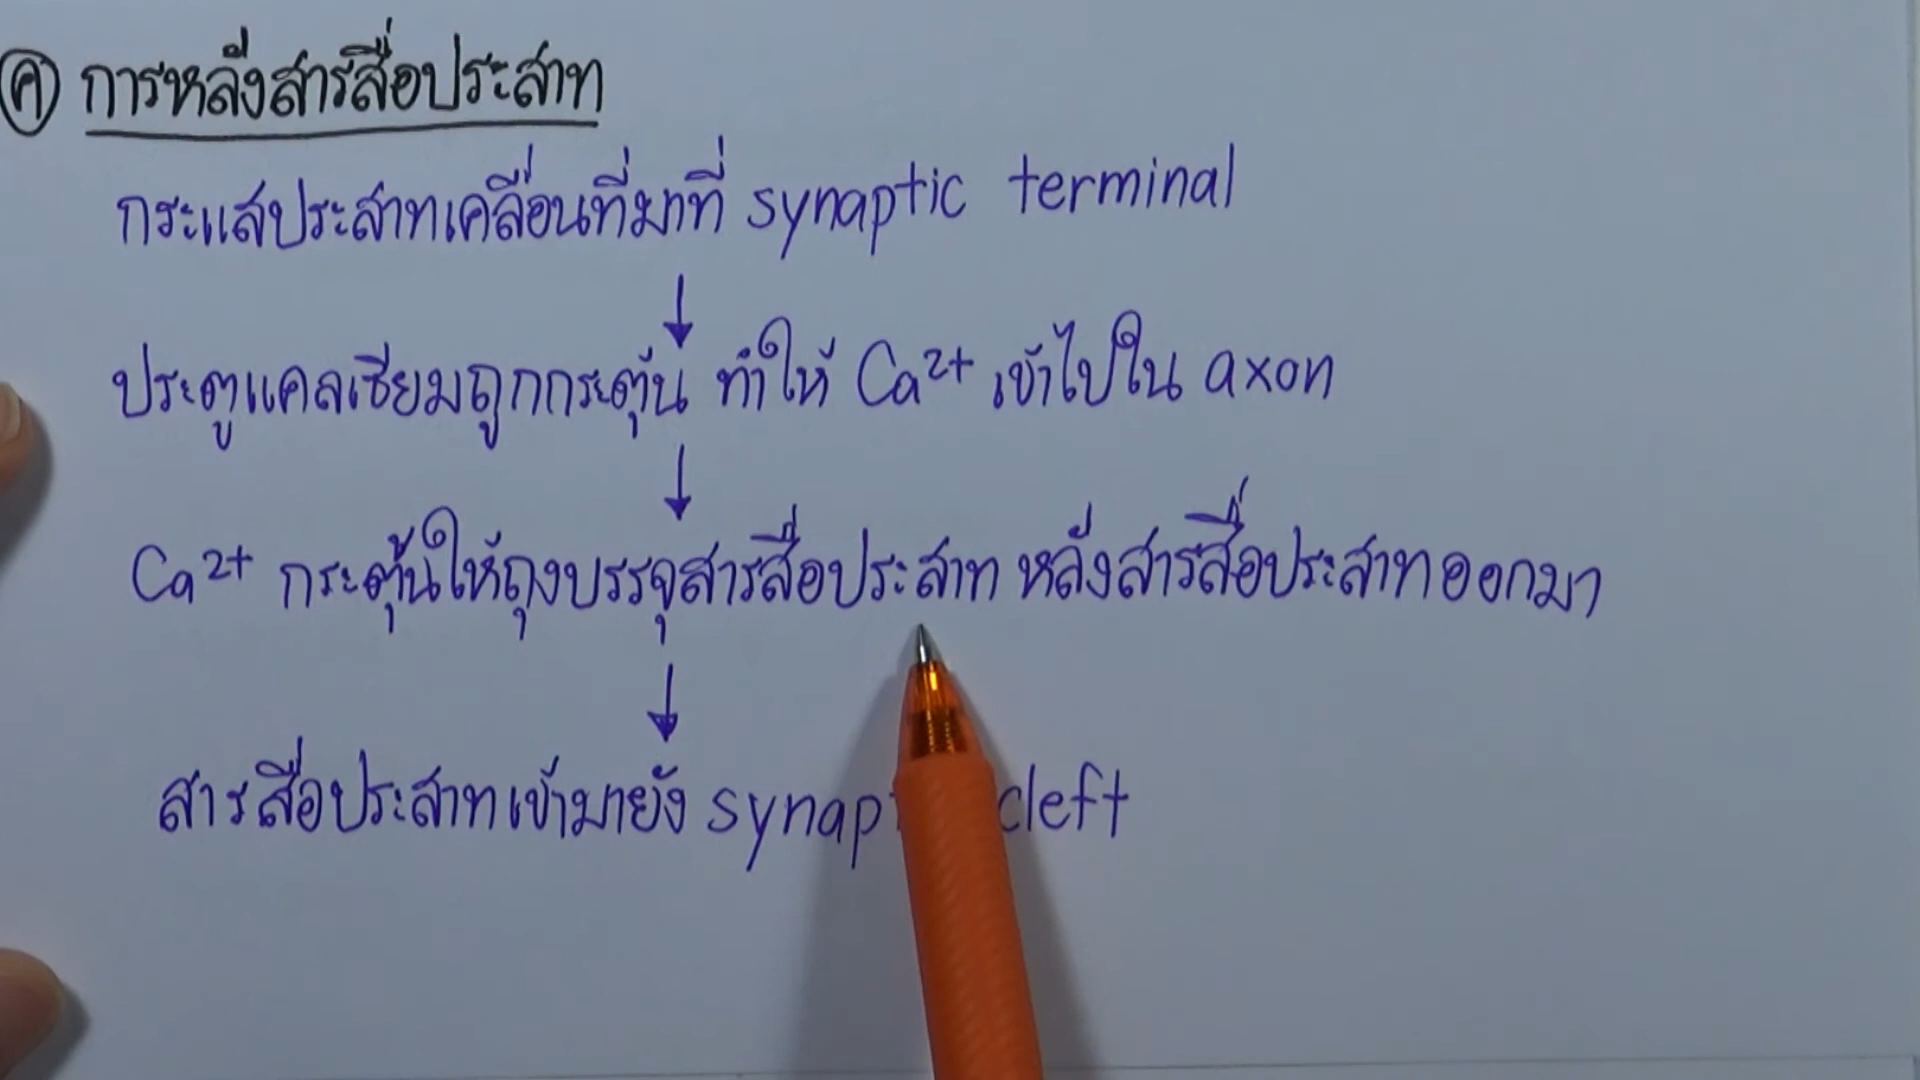 ค การหลั่งสารสื่อประสาท
กระแสประสาทเคลื่อนที่มาที่ synaptic terminal
↓
ประตูแคลเซียมถูกกระตุ้น ทำให้ Ca²⁺ เข้าไปใน axon
↓
Ca²⁺ กระตุ้นให้ถุงบรรจุสารสื่อประสาท หลั่งสารสื่อประสาทออกมา
↓
สารสื่อประสาทเข้ามายัง synap cleft